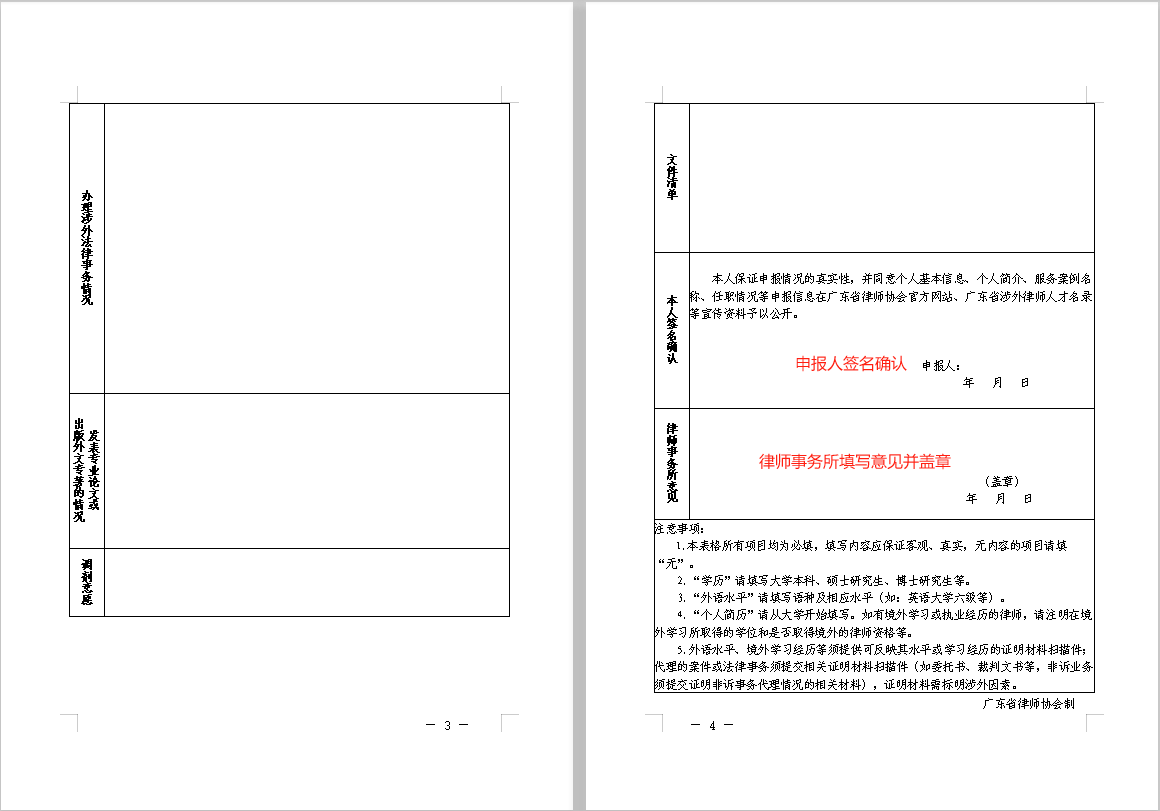 办理涉外法律事务情况
发表专业论文或
出版外文专著的情况
调剂意愿
— 3 —
文件清单
本人签名确认
本人保证申报情况的真实性，并同意个人基本信息、个人简介、服务案例名
称、任职情况等申报信息在广东省律师协会官方网站、广东省涉外律师人才名录
等宣传资料予以公开。
申报人签名确认 申报人：
年 月 日
律师事务所意见
律师事务所填写意见并盖章
（盖章）
年 月 日
注意事项：
1.本表格所有项目均为必填，填写内容应保证客观、真实，无内容的项目请填
“无”。
2.“学历”请填写大学本科、硕士研究生、博士研究生等。
3.“外语水平”请填写语种及相应水平（如：英语大学六级等）。
4.“个人简历”请从大学开始填写。如有境外学习或执业经历的律师，请注明在境
外学习所取得的学位和是否取得境外的律师资格等。
5.外语水平、境外学习经历等须提供可反映其水平或学习经历的证明材料扫描件；
代理的案件或法律事务须提交相关证明材料扫描件（如委托书、裁判文书等，非诉业务
须提交证明非诉事务代理情况的相关材料），证明材料需标明涉外因素。
广东省律师协会制
— 4 —